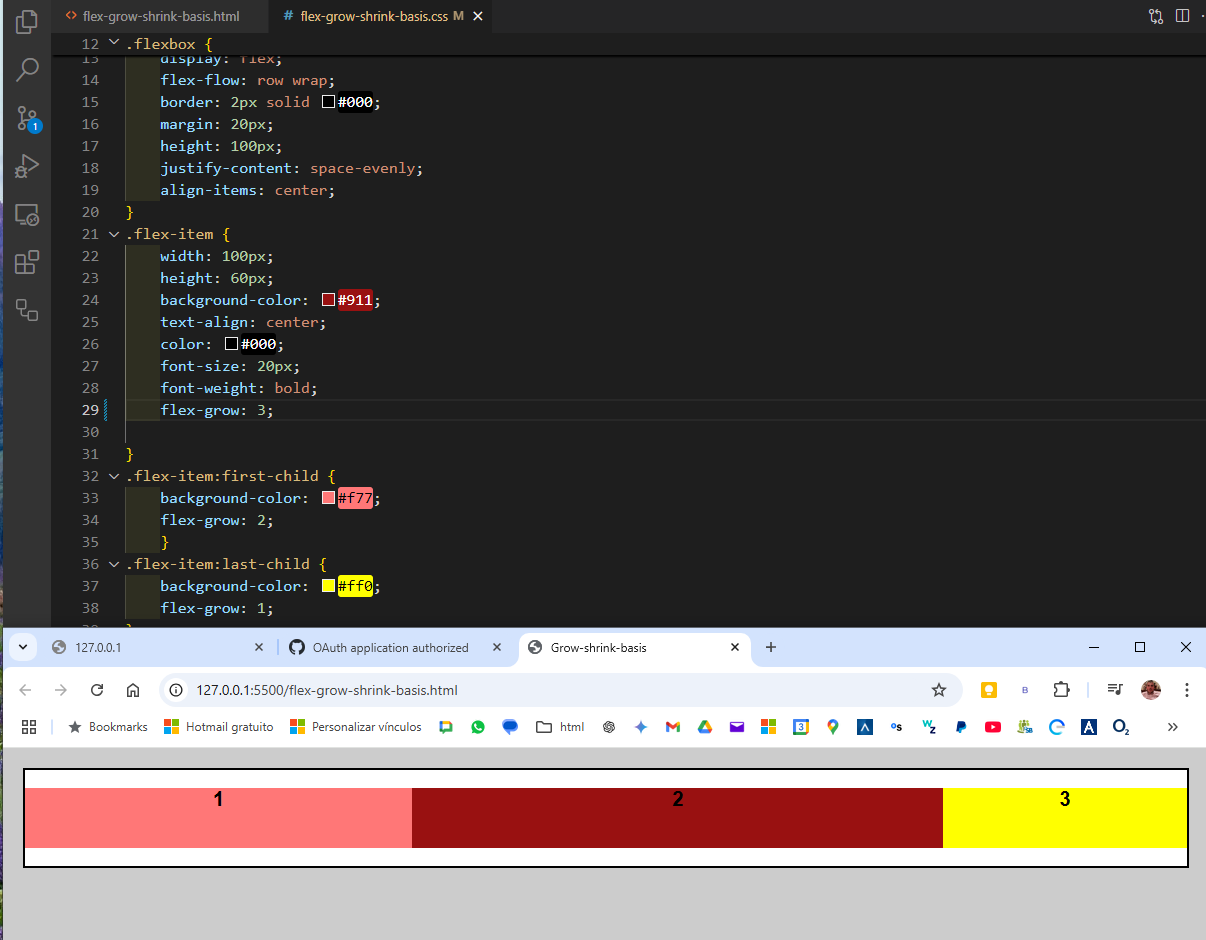 flex-grow-shrink-basis.html # flex-grow-shrink-basis.css M
12 .flexbox {
13 display: flex;
14 flex-flow: row wrap;
15 border: 2px solid #000;
16 margin: 20px;
17 height: 100px;
18 justify-content: space-evenly;
19 align-items: center;
20 }
21 .flex-item {
1
22 width: 100px;
23 height: 60px;
24 background-color: #911;
25 text-align: center;
26 color: #000;
27 font-size: 20px;
28 font-weight: bold;
29 flex-grow: 3;
30
31 }
32 .flex-item:first-child {
33 background-color: #f77;
34 flex-grow: 2;
35 }
36 .flex-item:last-child {
37 background-color: #ff0;
38 flex-grow: 1;
127.0.0.1 OAuth application authorized Grow-shrink-basis
127.0.0.1:5500/flex-grow-shrink-basis.html B
Bookmarks Hotmail gratuito Personalizar vínculos html 3 os WZ SB A O2
1 2 3